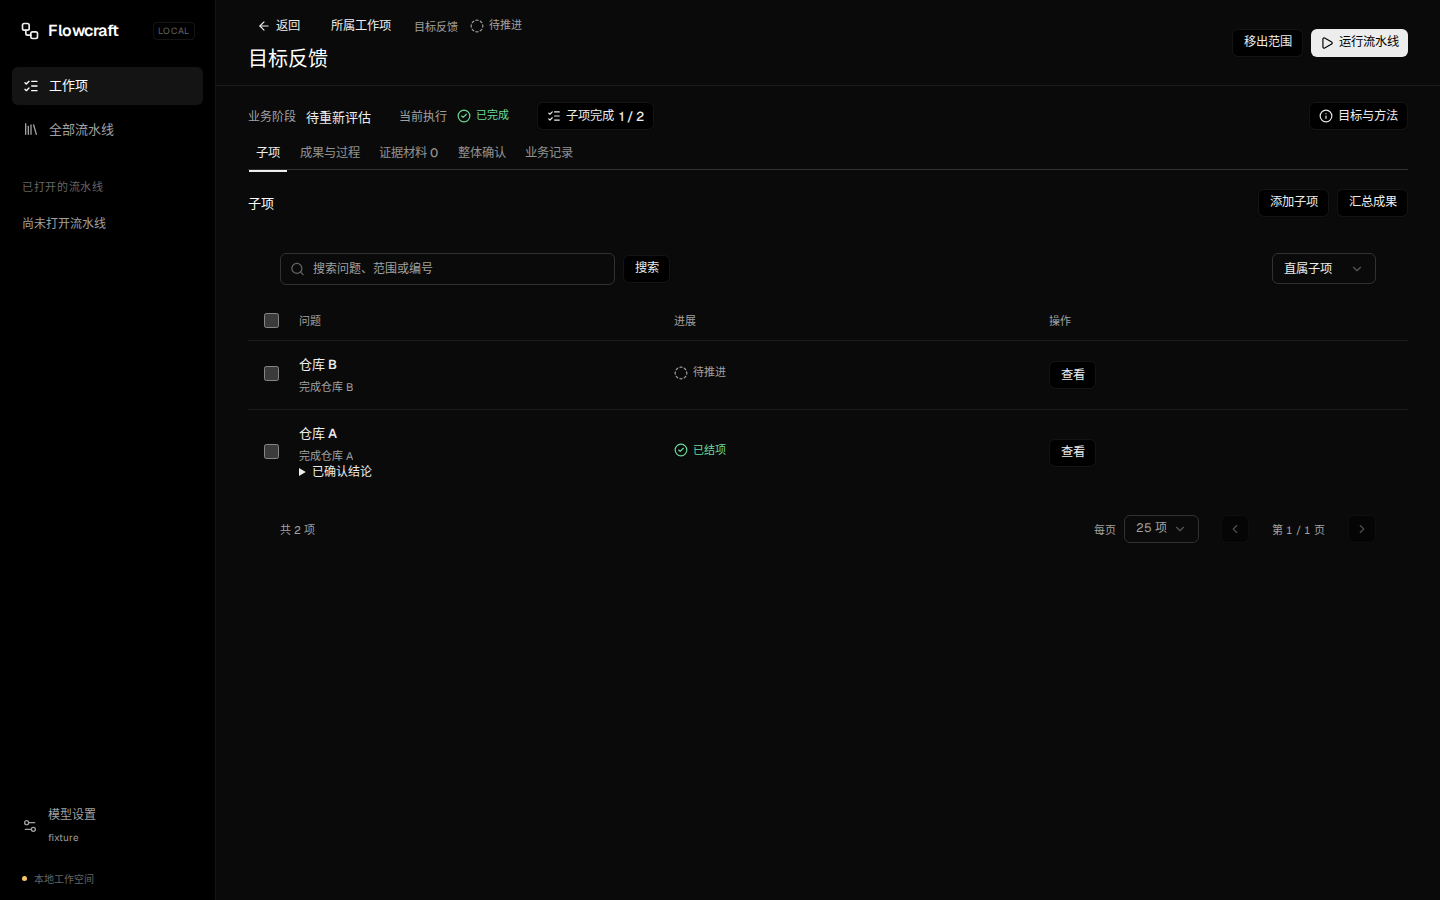 Flowcraft
LOCAL
工作项
全部流水线
已打开的流水线
尚未打开流水线
模型设置
fixture
本地工作空间
返回 所属工作项 目标反馈 待推进
目标反馈
移出范围 运行流水线
业务阶段 待重新评估 当前执行 已完成 子项完成 1 / 2 目标与方法
子项 成果与过程 证据材料 0 整体确认 业务记录
子项 添加子项 汇总成果
搜索问题、范围或编号 搜索 直属子项
问题 进展 操作
仓库 B
完成仓库 B
待推进
查看
仓库 A
完成仓库 A
已确认结论
已结项
查看
共 2 项 每页 25 项 第 1 / 1 页